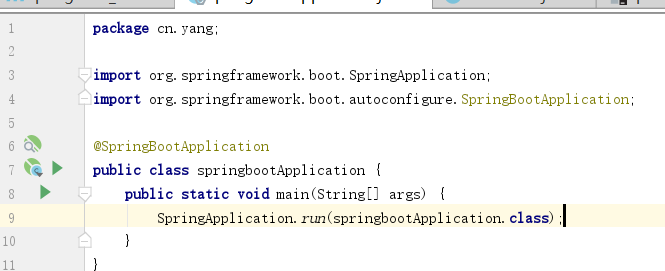 1 package cn.yang;
2
3 import org.springframework.boot.SpringApplication;
4 import org.springframework.boot.autoconfigure.SpringBootApplication;
5
6 @SpringBootApplication
7 public class springbootApplication {
8 public static void main(String[] args) {
9 SpringApplication.run(springbootApplication.class);
10 }
11 }